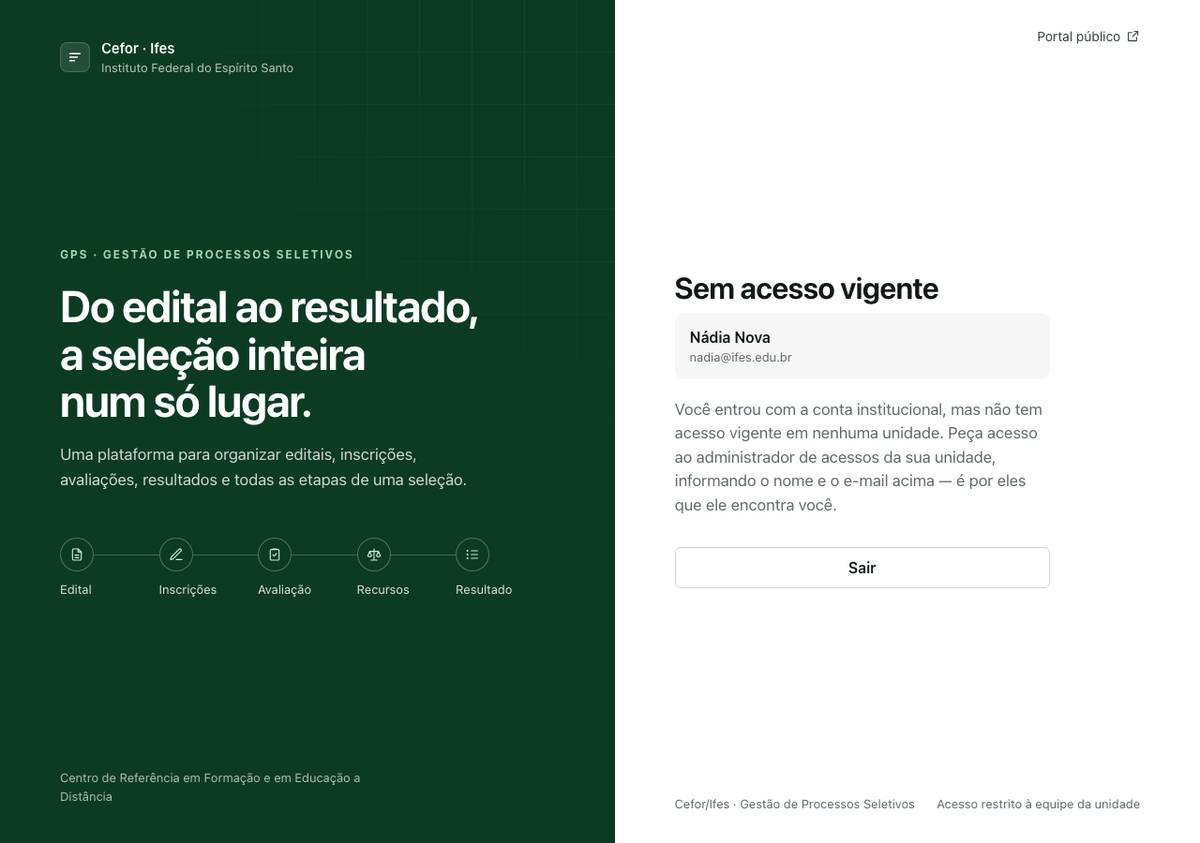 Cefor · Ifes
Instituto Federal do Espírito Santo
GPS · GESTÃO DE PROCESSOS SELETIVOS
Do edital ao resultado,
a seleção inteira
num só lugar.
Uma plataforma para organizar editais, inscrições,
avaliações, resultados e todas as etapas de uma seleção.
Edital
Inscrições
Avaliação
Recursos
Resultado
Centro de Referência em Formação e em Educação a
Distância
Portal público
Sem acesso vigente
Nádia Nova
nadia@ifes.edu.br
Você entrou com a conta institucional, mas não tem
acesso vigente em nenhuma unidade. Peça acesso
ao administrador de acessos da sua unidade,
informando o nome e o e-mail acima — é por eles
que ele encontra você.
Sair
Cefor/Ifes · Gestão de Processos Seletivos
Acesso restrito à equipe da unidade